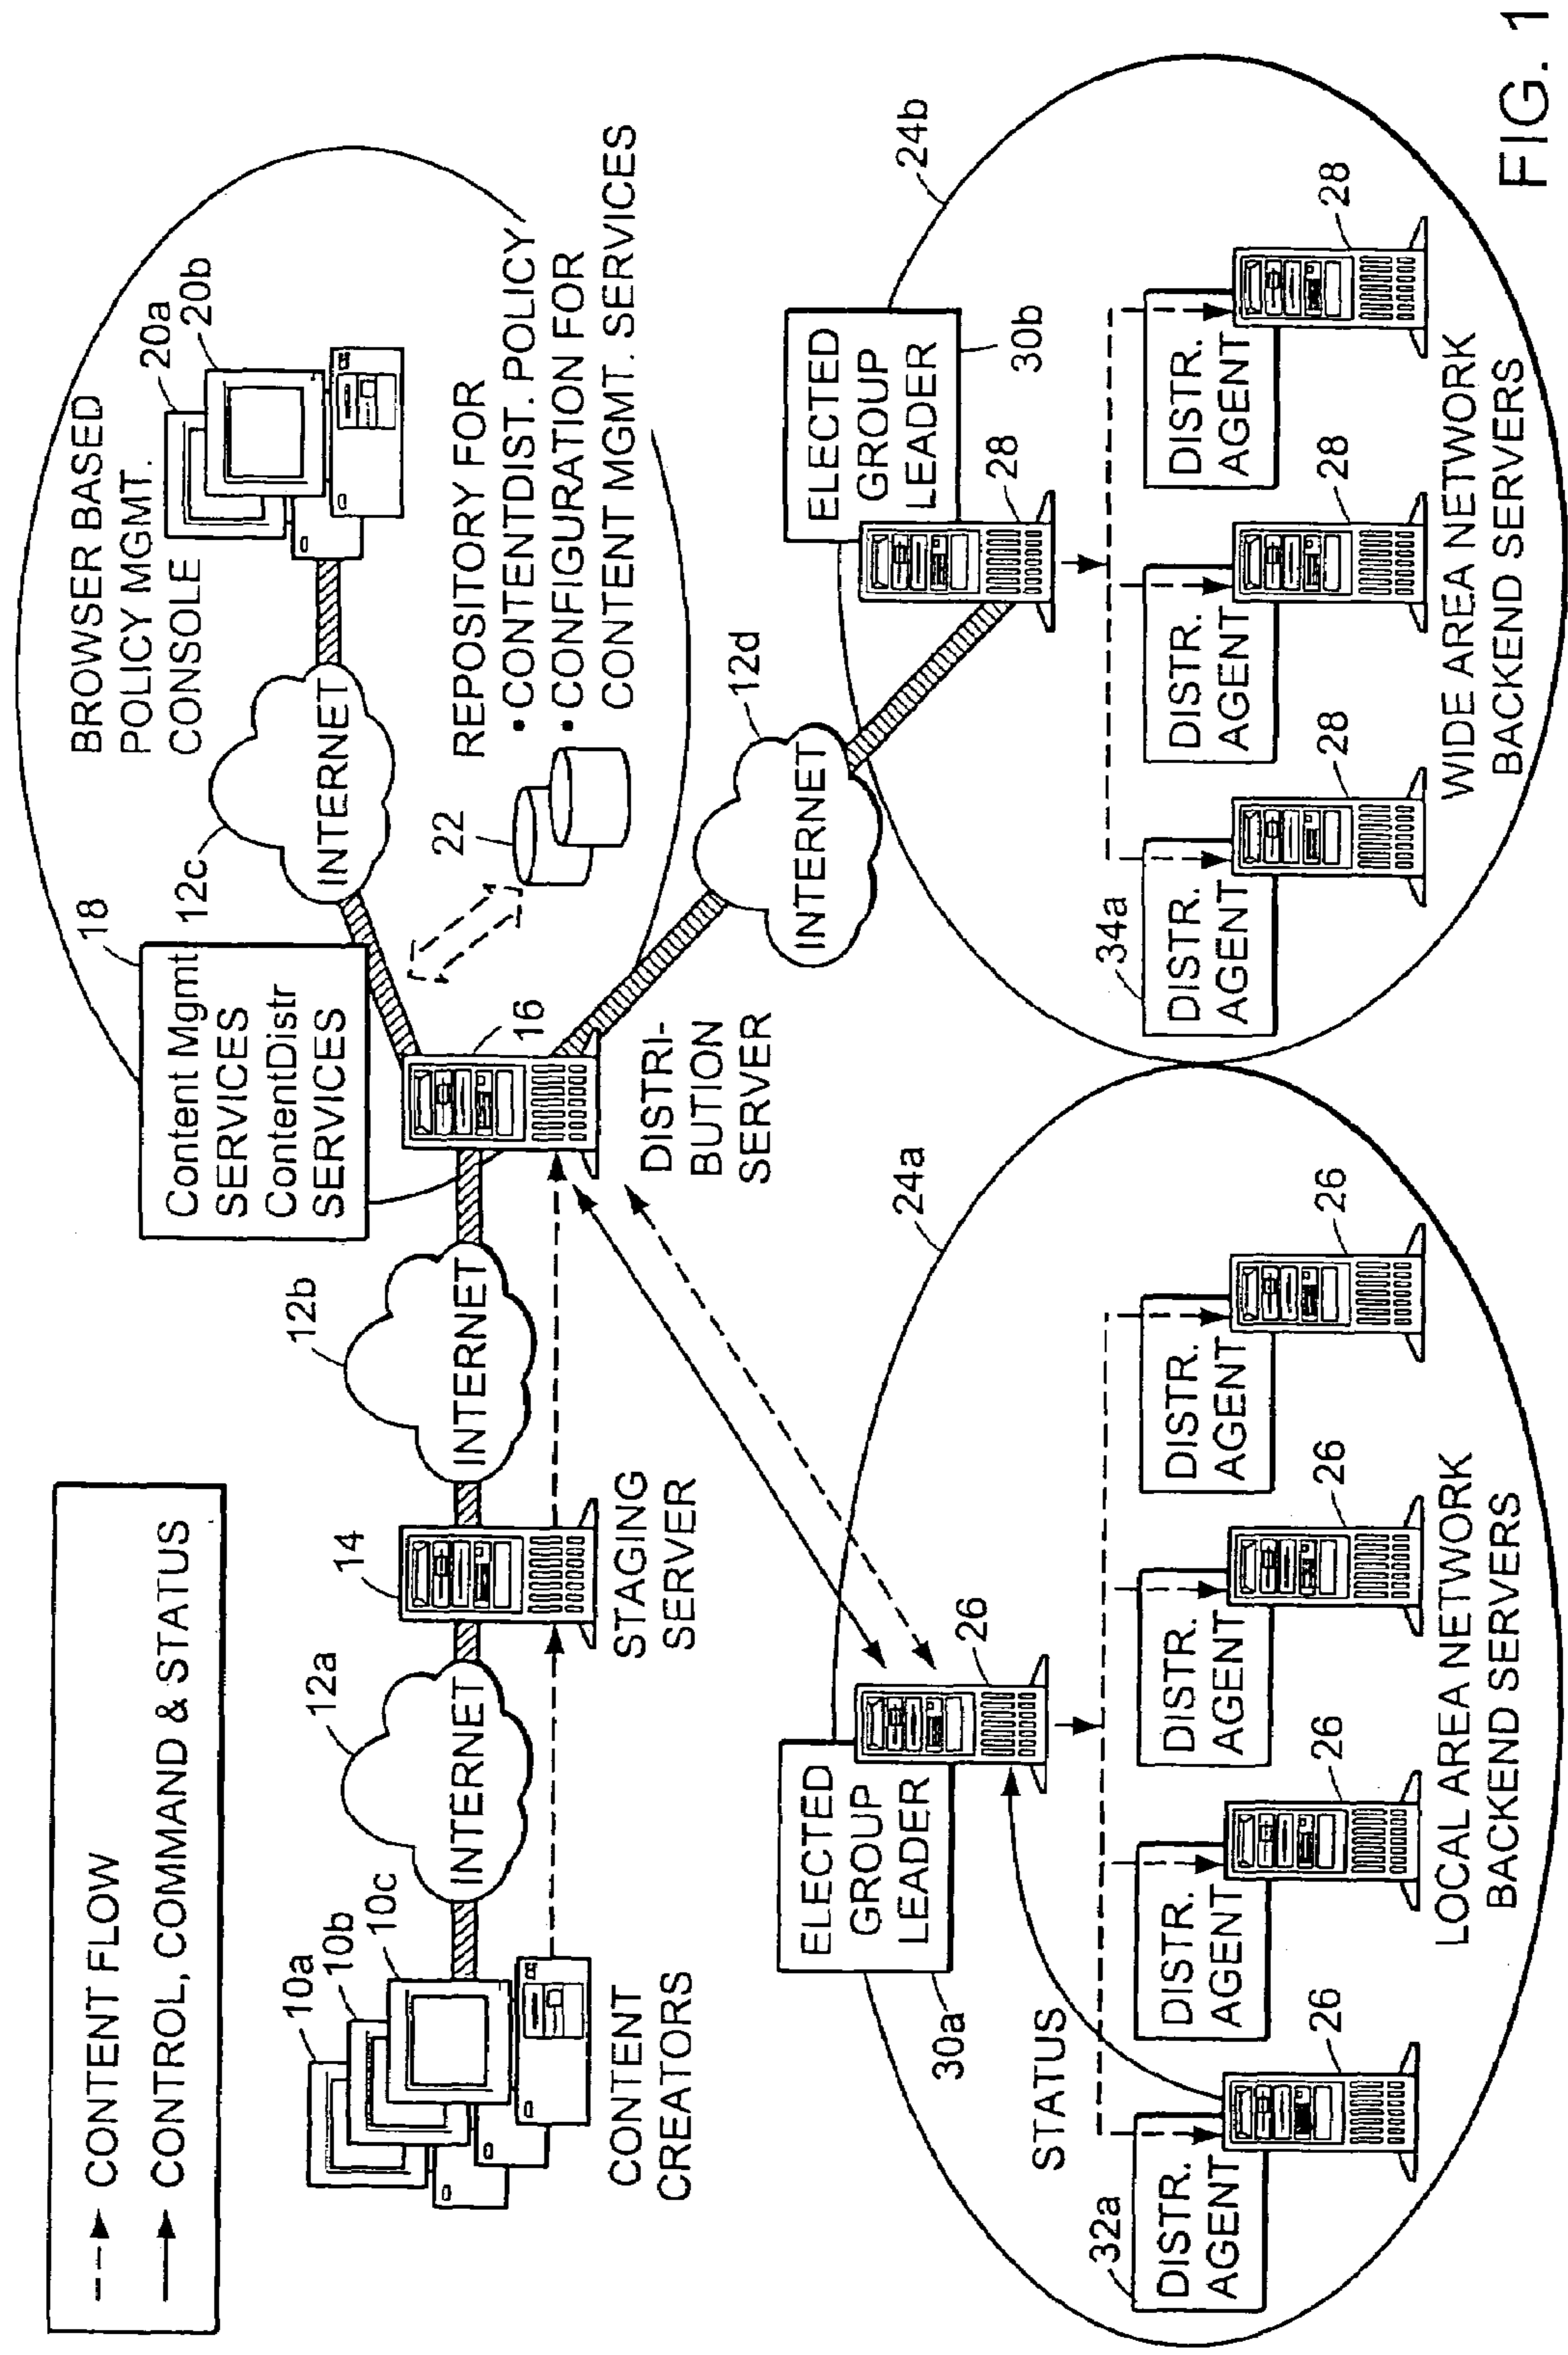 CONTENT FLOW
CONTROL, COMMAND & STATUS
10a
10b
10c
CONTENT
CREATORS
12a
INTERNET
14
STAGING
SERVER
12b
INTERNET
18
Content Mgmt
SERVICES
ContentDistr
SERVICES
16
DISTRI-
BUTION
SERVER
12c
INTERNET
BROWSER BASED
POLICY MGMT.
CONSOLE
20a
20b
22
REPOSITORY FOR
• CONTENTDIST. POLICY
• CONFIGURATION FOR
CONTENT MGMT. SERVICES
12d
INTERNET
24a
ELECTED
GROUP
LEADER
30a
26
STATUS
32a
DISTR.
AGENT
26
DISTR.
AGENT
26
DISTR.
AGENT
26
DISTR.
AGENT
26
LOCAL AREA NETWORK
BACKEND SERVERS
24b
ELECTED
GROUP
LEADER
30b
28
34a
DISTR.
AGENT
28
DISTR.
AGENT
28
DISTR.
AGENT
28
WIDE AREA NETWORK
BACKEND SERVERS
FIG. 1